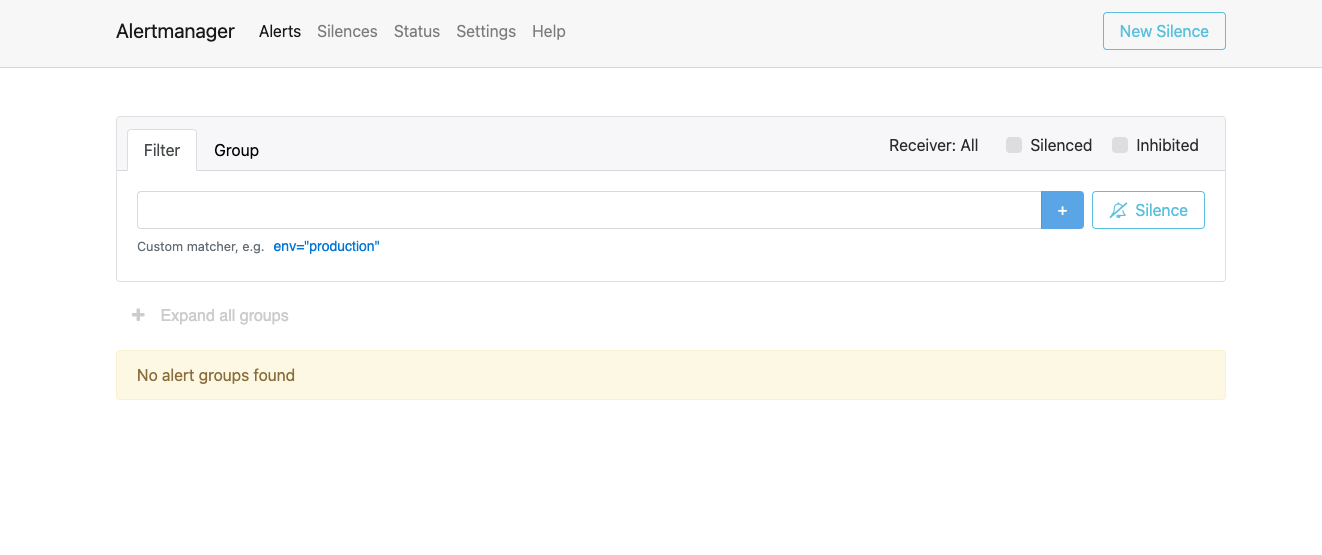 Alertmanager Alerts Silences Status Settings Help New Silence
Filter Group Receiver: All Silenced Inhibited
+ Silence
Custom matcher, e.g. env="production"
+ Expand all groups
No alert groups found